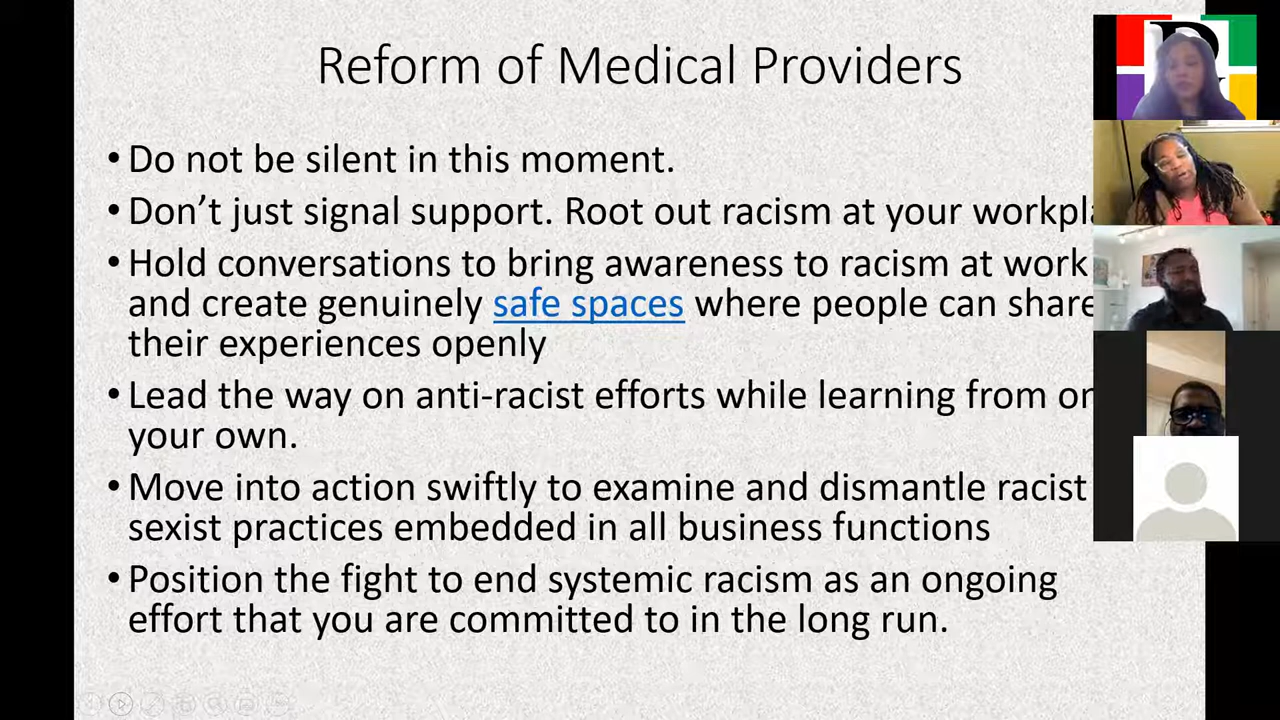 Reform of Medical Providers
• Do not be silent in this moment.
• Don’t just signal support. Root out racism at your
• Hold conversations to bring awareness to racism at work
and create genuinely safe spaces where people can share
their experiences openly
• Lead the way on anti-racist efforts while learning from
your own.
• Move into action swiftly to examine and dismantle racist
sexist practices embedded in all business functions
• Position the fight to end systemic racism as an ongoing
effort that you are committed to in the long run.